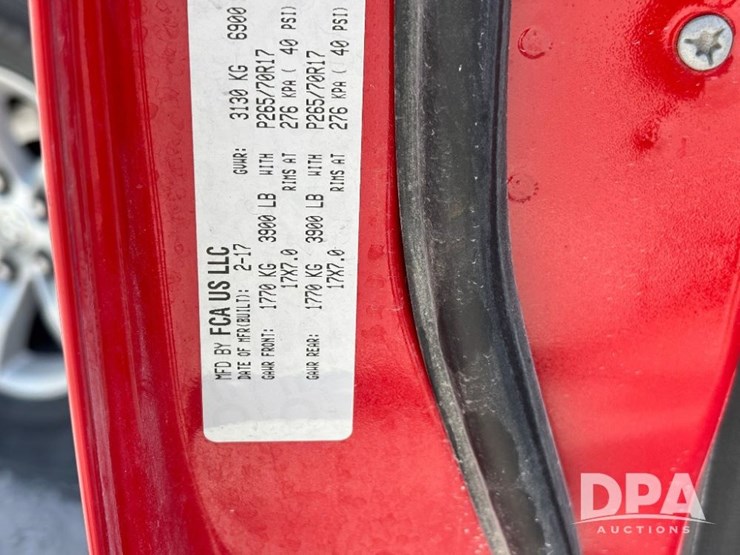 MFD BY FCA US LLC
DATE OF MFR(BUILT): 2-17 GVWR: 3130 KG 6900
GAWR FRONT: 1770 KG 3900 LB WITH P265/70R17
17X7.0 RIMS AT 276 KPA ( 40 PSI)
GAWR REAR: 1770 KG 3900 LB WITH P265/70R17
17X7.0 RIMS AT 276 KPA ( 40 PSI)
DPA
AUCTIONS